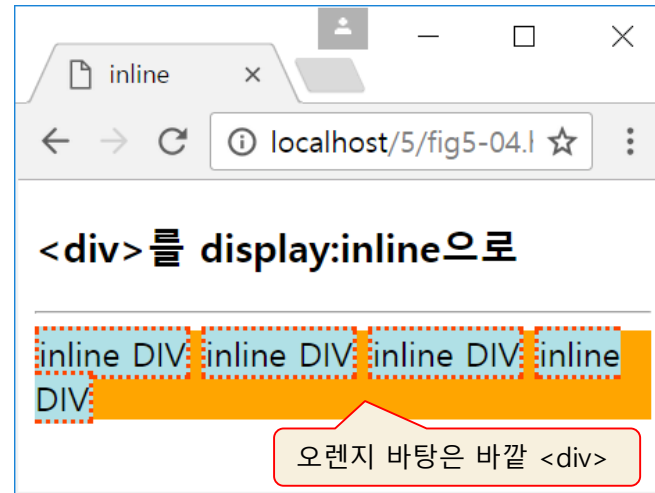 inline
localhost/5/fig5-04.h
<div>를 display:inline으로
inline DIV inline DIV inline DIV inline
DIV
오렌지 바탕은 바깥 <div>